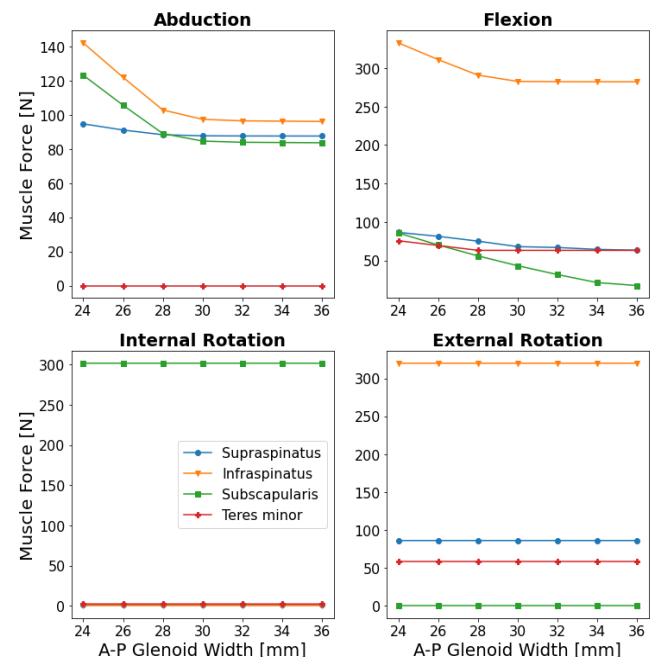 Abduction
Flexion
Muscle Force [N]
140
120
100
80
60
40
20
0
24 26 28 30 32 34 36
300
250
200
150
100
50
24 26 28 30 32 34 36
Internal Rotation
External Rotation
Muscle Force [N]
300
250
200
150
100
50
0
Supraspinatus
Infraspinatus
Subscapularis
Teres minor
24 26 28 30 32 34 36
A-P Glenoid Width [mm]
300
250
200
150
100
50
0
24 26 28 30 32 34 36
A-P Glenoid Width [mm]